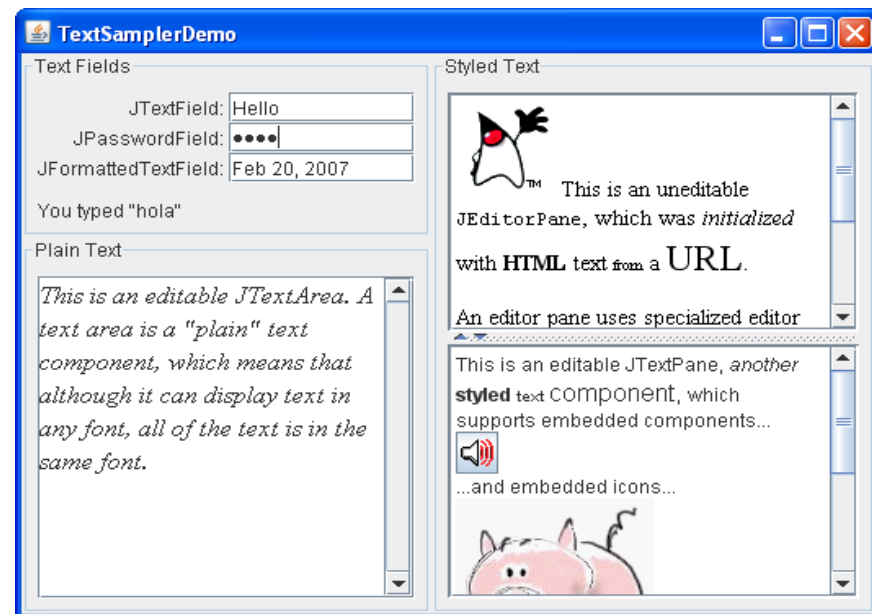 TextSamplerDemo
Text Fields
JTextField: Hello
JPasswordField: ●●●●
JFormattedTextField: Feb 20, 2007
You typed "hola"
Plain Text
This is an editable JTextArea. A
text area is a "plain" text
component, which means that
although it can display text in
any font, all of the text is in the
same font.
Styled Text
TM This is an uneditable
JEditorPane, which was initialized
with HTML text from a URL.
An editor pane uses specialized editor
This is an editable JTextPane, another
styled text component, which
supports embedded components...
...and embedded icons...